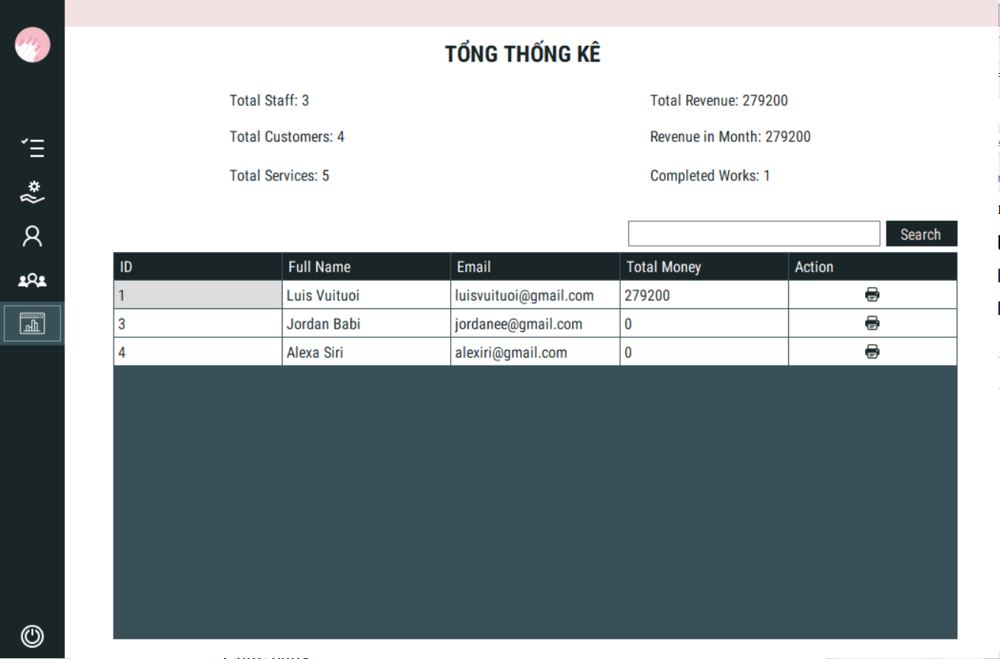 TỔNG THỐNG KÊ
Total Staff: 3
Total Revenue: 279200
Total Customers: 4
Revenue in Month: 279200
Total Services: 5
Completed Works: 1
Search
ID Full Name Email Total Money Action
1 Luis Vuituoi luisvuituoi@gmail.com 279200
3 Jordan Babi jordanee@gmail.com 0
4 Alexa Siri alexiri@gmail.com 0